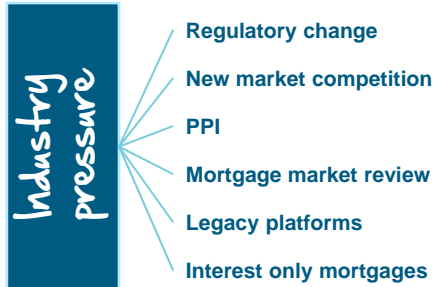 Industry
pressure
Regulatory change
New market competition
PPI
Mortgage market review
Legacy platforms
Interest only mortgages